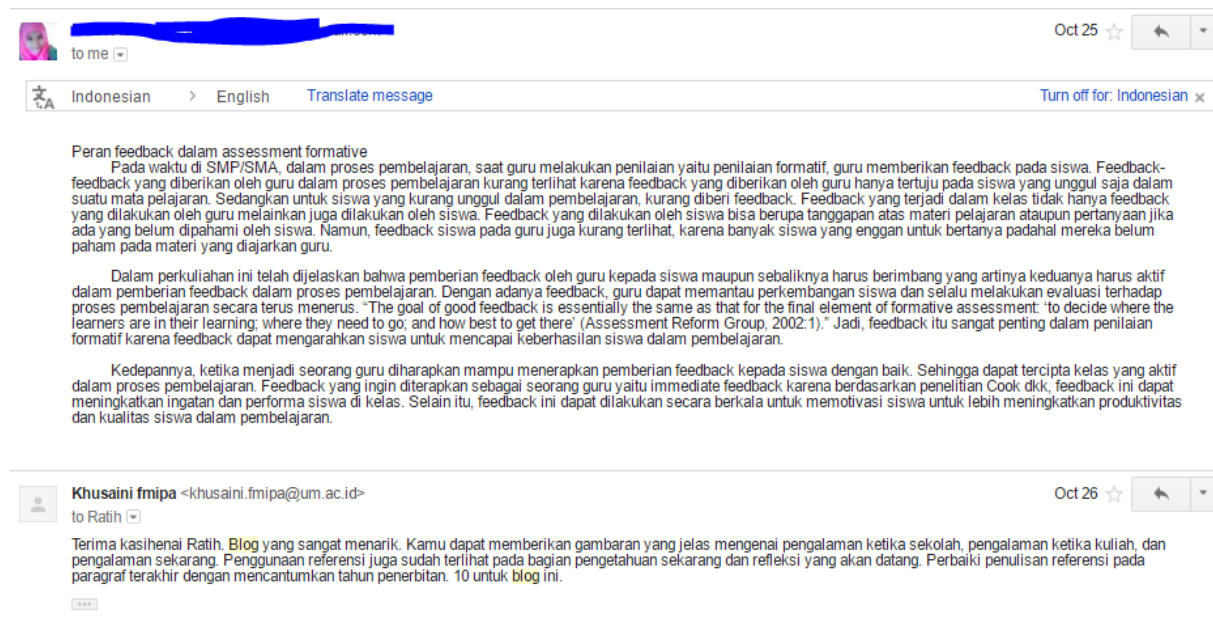 Oct 25
to me
Indonesian > English Translate message Turn off for: Indonesian x
Peran feedback dalam assessment formative
Pada waktu di SMP/SMA, dalam proses pembelajaran, saat guru melakukan penilaian yaitu penilaian formatif, guru memberikan feedback pada siswa. Feedback-
feedback yang diberikan oleh guru dalam proses pembelajaran kurang terlihat karena feedback yang diberikan oleh guru hanya tertuju pada siswa yang unggul saja dalam
suatu mata pelajaran. Sedangkan untuk siswa yang kurang unggul dalam pembelajaran, kurang diberi feedback. Feedback yang terjadi dalam kelas tidak hanya feedback
yang dilakukan oleh guru melainkan juga dilakukan oleh siswa. Feedback yang dilakukan oleh siswa bisa berupa tanggapan atas materi pelajaran ataupun pertanyaan jika
ada yang belum dipahami oleh siswa. Namun, feedback siswa pada guru juga kurang terlihat, karena banyak siswa yang enggan untuk bertanya padahal mereka belum
paham pada materi yang diajarkan guru.
Dalam perkuliahan ini telah dijelaskan bahwa pemberian feedback oleh guru kepada siswa maupun sebaliknya harus berimbang yang artinya keduanya harus aktif
dalam pemberian feedback dalam proses pembelajaran. Dengan adanya feedback, guru dapat memantau perkembangan siswa dan selalu melakukan evaluasi terhadap
proses pembelajaran secara terus menerus. “The goal of good feedback is essentially the same as that for the final element of formative assessment: ‘to decide where the
learners are in their learning; where they need to go; and how best to get there’ (Assessment Reform Group, 2002:1).” Jadi, feedback itu sangat penting dalam penilaian
formatif karena feedback dapat mengarahkan siswa untuk mencapai keberhasilan siswa dalam pembelajaran.
Kedepannya, ketika menjadi seorang guru diharapkan mampu menerapkan pemberian feedback kepada siswa dengan baik. Sehingga dapat tercipta kelas yang aktif
dalam proses pembelajaran. Feedback yang ingin diterapkan sebagai seorang guru yaitu immediate feedback karena berdasarkan penelitian Cook dkk, feedback ini dapat
meningkatkan ingatan dan performa siswa di kelas. Selain itu, feedback ini dapat dilakukan secara berkala untuk memotivasi siswa untuk lebih meningkatkan produktivitas
dan kualitas siswa dalam pembelajaran.
Khusaini fmipa <khusaini.fmipa@um.ac.id> Oct 26
to Ratih
Terima kasihenai Ratih. Blog yang sangat menarik. Kamu dapat memberikan gambaran yang jelas mengenai pengalaman ketika sekolah, pengalaman ketika kuliah, dan
pengalaman sekarang. Penggunaan referensi juga sudah terlihat pada bagian pengetahuan sekarang dan refleksi yang akan datang. Perbaiki penulisan referensi pada
paragraf terakhir dengan mencantumkan tahun penerbitan. 10 untuk blog ini.